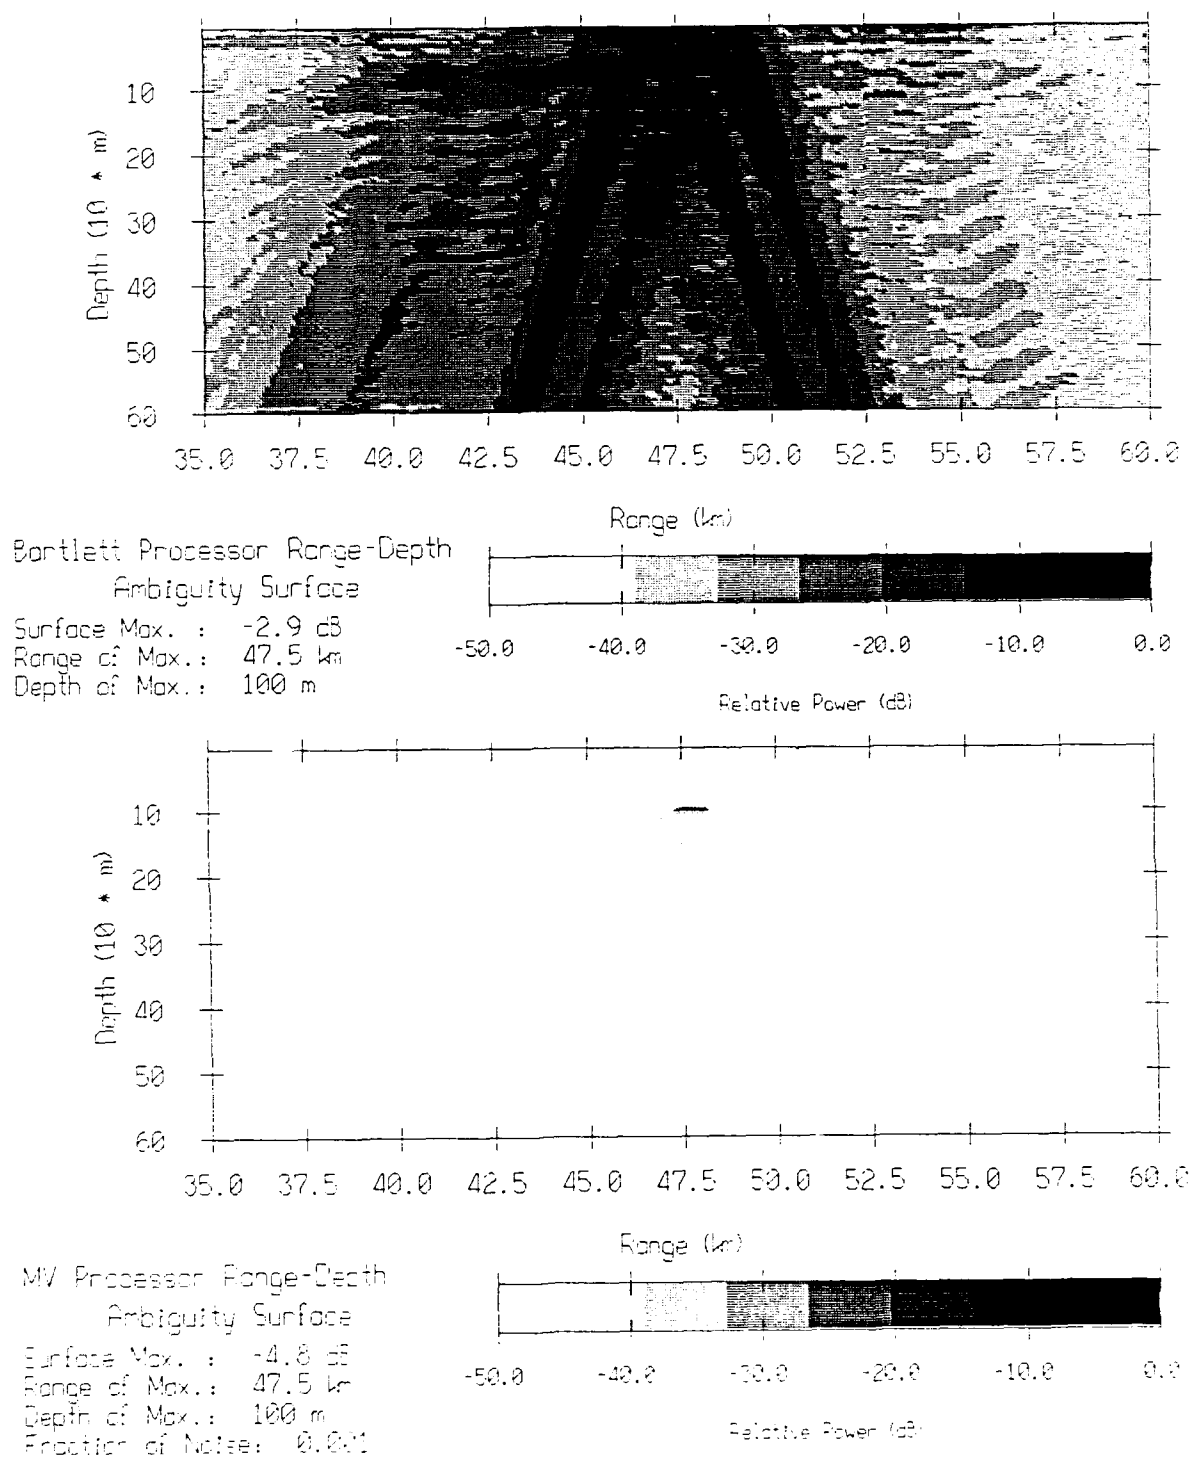 10
20
30
40
50
60
Depth (10 * m)
35.0 37.5 40.0 42.5 45.0 47.5 50.0 52.5 55.0 57.5 60.0
Range (km)
Bartlett Processor Range-Depth
Ambiguity Surface
Surface Max. : -2.9 dB
Range of Max.: 47.5 km
Depth of Max.: 100 m
-50.0 -40.0 -30.0 -20.0 -10.0 0.0
Relative Power (dB)
10
20
30
40
50
60
Depth (10 * m)
35.0 37.5 40.0 42.5 45.0 47.5 50.0 52.5 55.0 57.5 60.0
Range (km)
MV Processor Range-Depth
Ambiguity Surface
Surface Max. : -4.8 dB
Range of Max.: 47.5 km
Depth of Max.: 100 m
Fraction of Noise: 0.001
-50.0 -40.0 -30.0 -20.0 -10.0 0.0
Relative Power (dB)